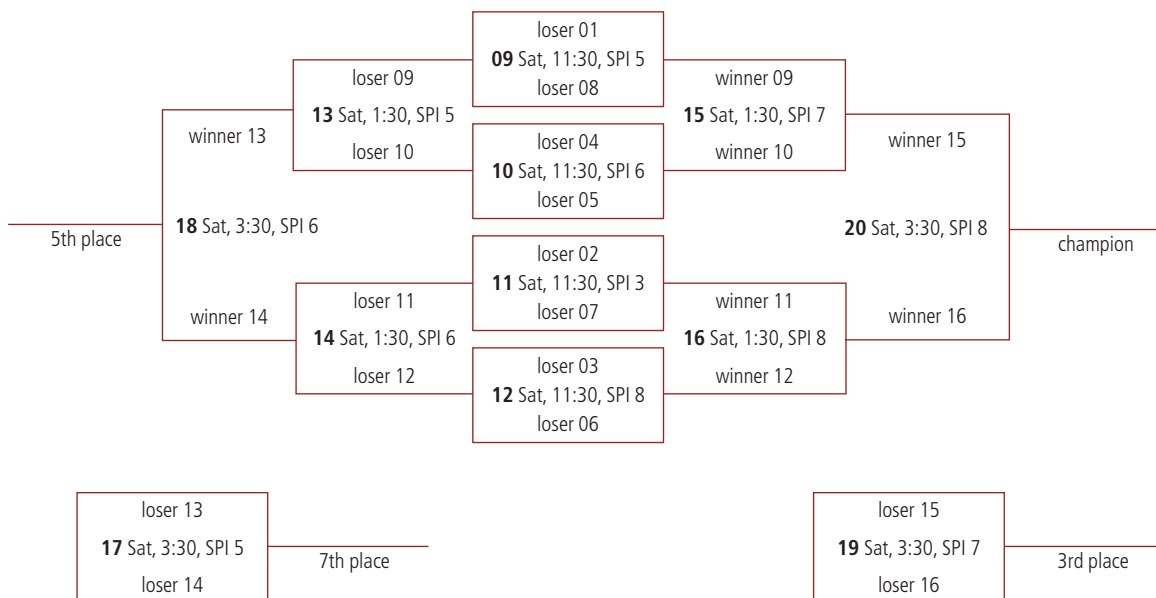 loser 01
09 Sat, 11:30, SPI 5
loser 08
loser 09
13 Sat, 1:30, SPI 5
loser 10
winner 09
15 Sat, 1:30, SPI 7
winner 10
loser 04
10 Sat, 11:30, SPI 6
loser 05
winner 13
18 Sat, 3:30, SPI 6
winner 14
5th place
winner 15
20 Sat, 3:30, SPI 8
winner 16
champion
loser 02
11 Sat, 11:30, SPI 3
loser 07
loser 11
14 Sat, 1:30, SPI 6
loser 12
winner 11
16 Sat, 1:30, SPI 8
winner 12
loser 03
12 Sat, 11:30, SPI 8
loser 06
loser 13
17 Sat, 3:30, SPI 5
loser 14
7th place
loser 15
19 Sat, 3:30, SPI 7
loser 16
3rd place